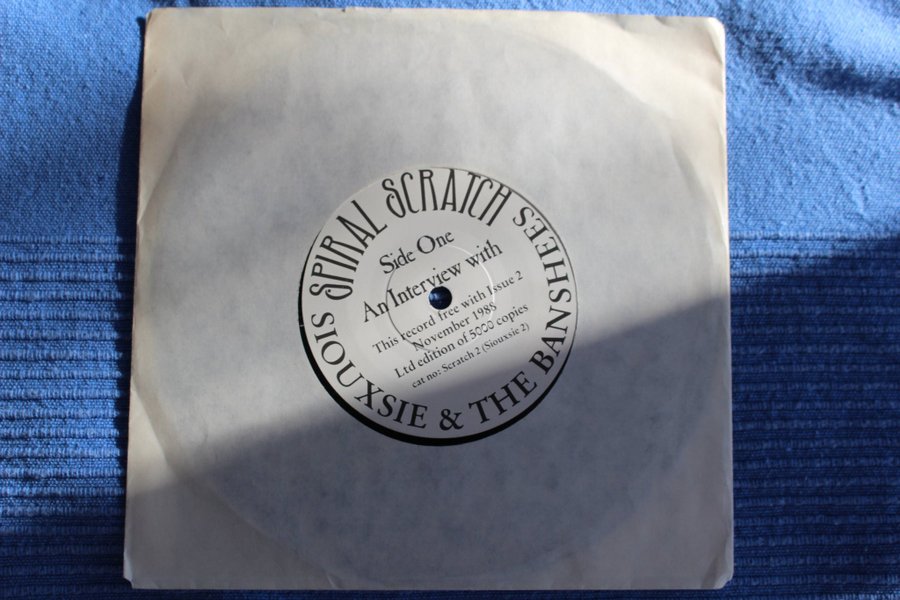 SPIRAL SCRATCH
Side One
An Interview with
This record free with Issue 2
November 1988
Ltd edition of 5000 copies
cat no: Scratch 2 (Siouxsie 2)
SIOUXSIE & THE BANSHEES